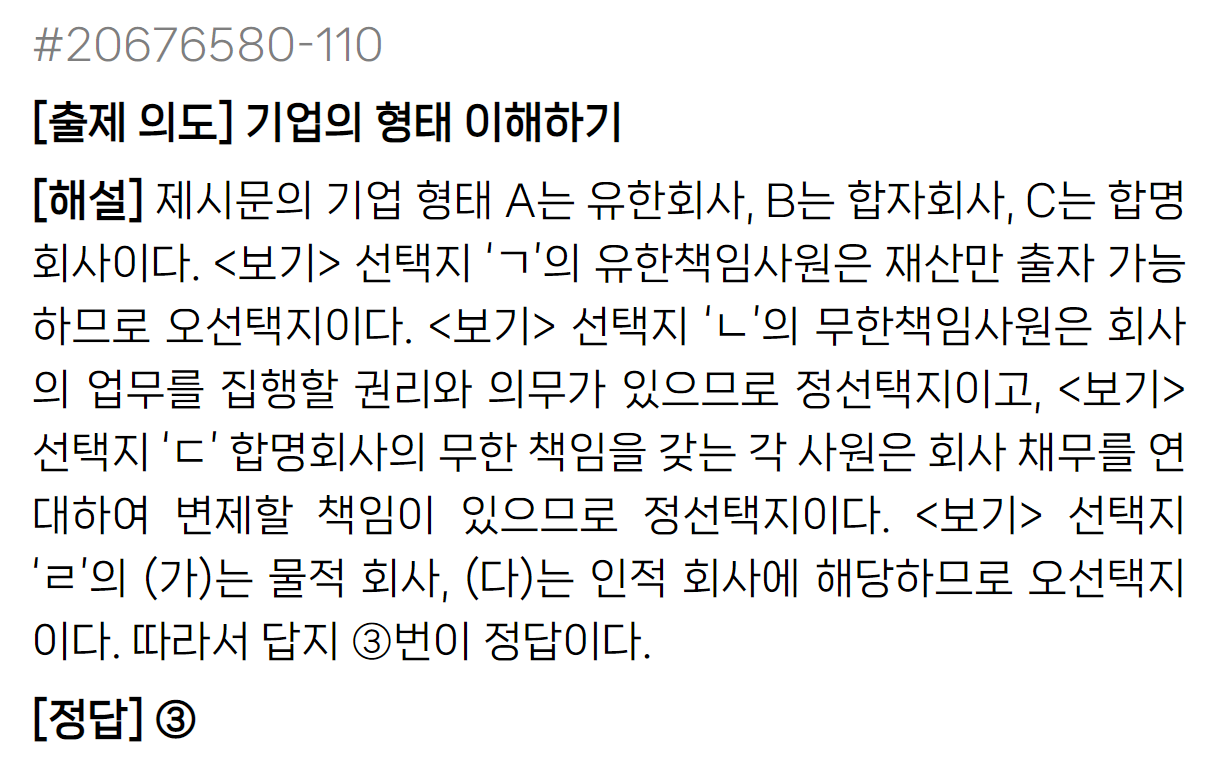 #20676580-110
[출제 의도] 기업의 형태 이해하기
[해설] 제시문의 기업 형태 A는 유한회사, B는 합자회사, C는 합명
회사이다. <보기> 선택지 ‘ㄱ’의 유한책임사원은 재산만 출자 가능
하므로 오선택지이다. <보기> 선택지 ‘ㄴ’의 무한책임사원은 회사
의 업무를 집행할 권리와 의무가 있으므로 정선택지이고, <보기>
선택지 ‘ㄷ’ 합명회사의 무한 책임을 갖는 각 사원은 회사 채무를 연
대하여 변제할 책임이 있으므로 정선택지이다. <보기> 선택지
‘ㄹ’의 (가)는 물적 회사, (다)는 인적 회사에 해당하므로 오선택지
이다. 따라서 답지 ③번이 정답이다.
[정답] ③